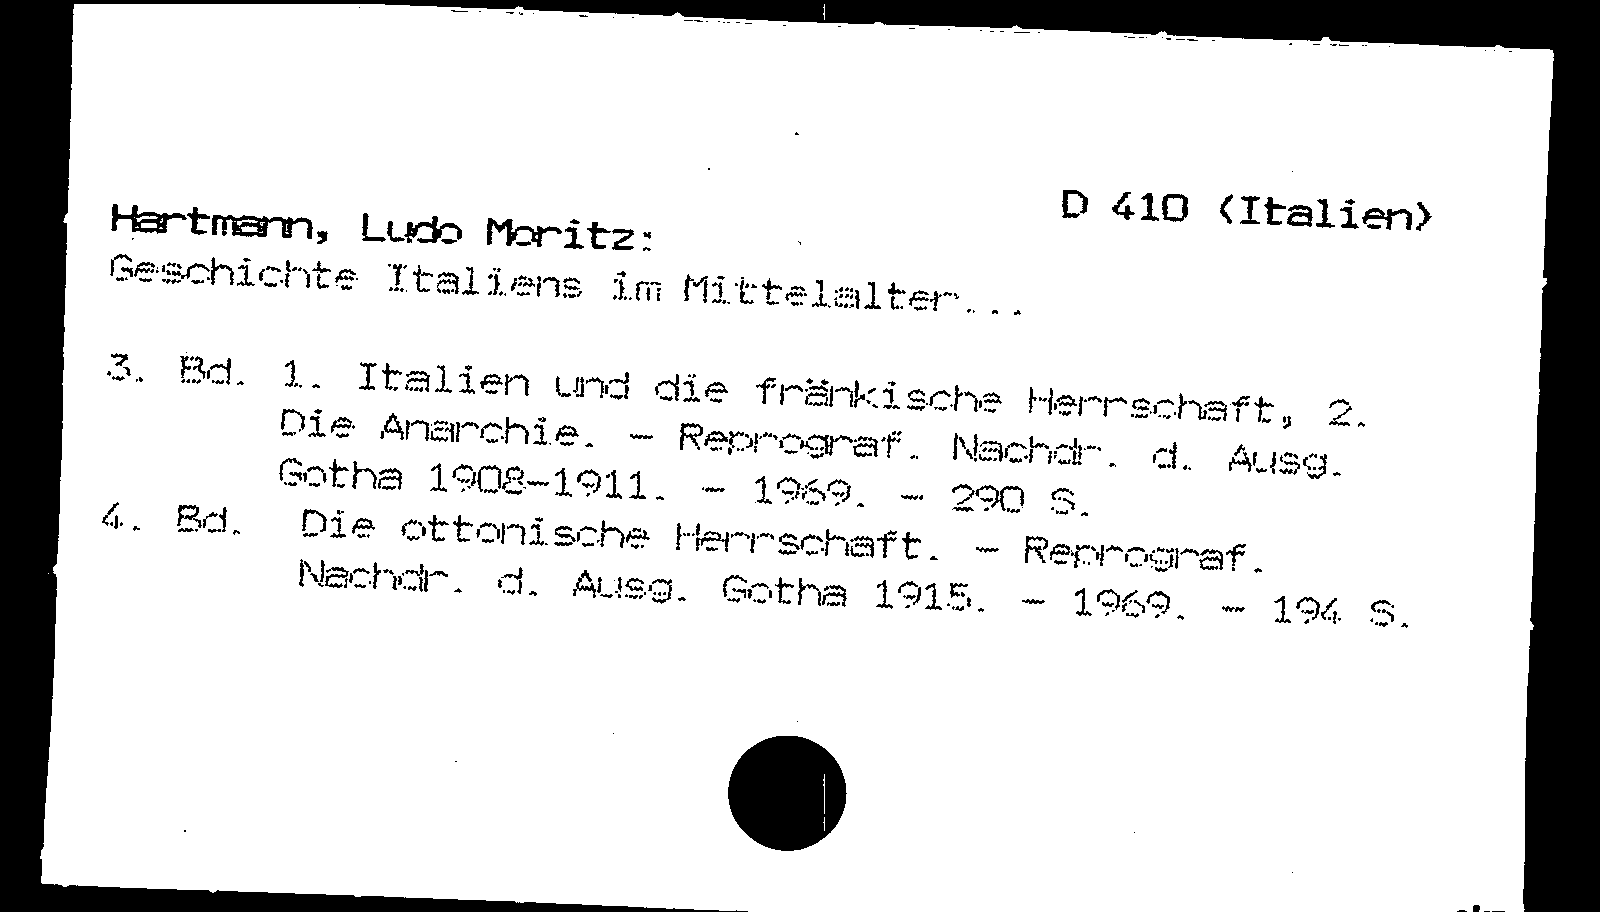 D 410 (Italien)
Hartmann, Ludo Moritz:
Geschichte Italiens im Mittelalter...
3. Bd. 1. Italien und die fränkische Herrschaft, 2.
Die Anarchie. - Reprograf. Nachdr. d. Ausg.
Gotha 1908-1911. - 1969. - 290 S.
4. Bd. Die ottonische Herrschaft. - Reprograf.
Nachdr. d. Ausg. Gotha 1915. - 1969. - 194 S.